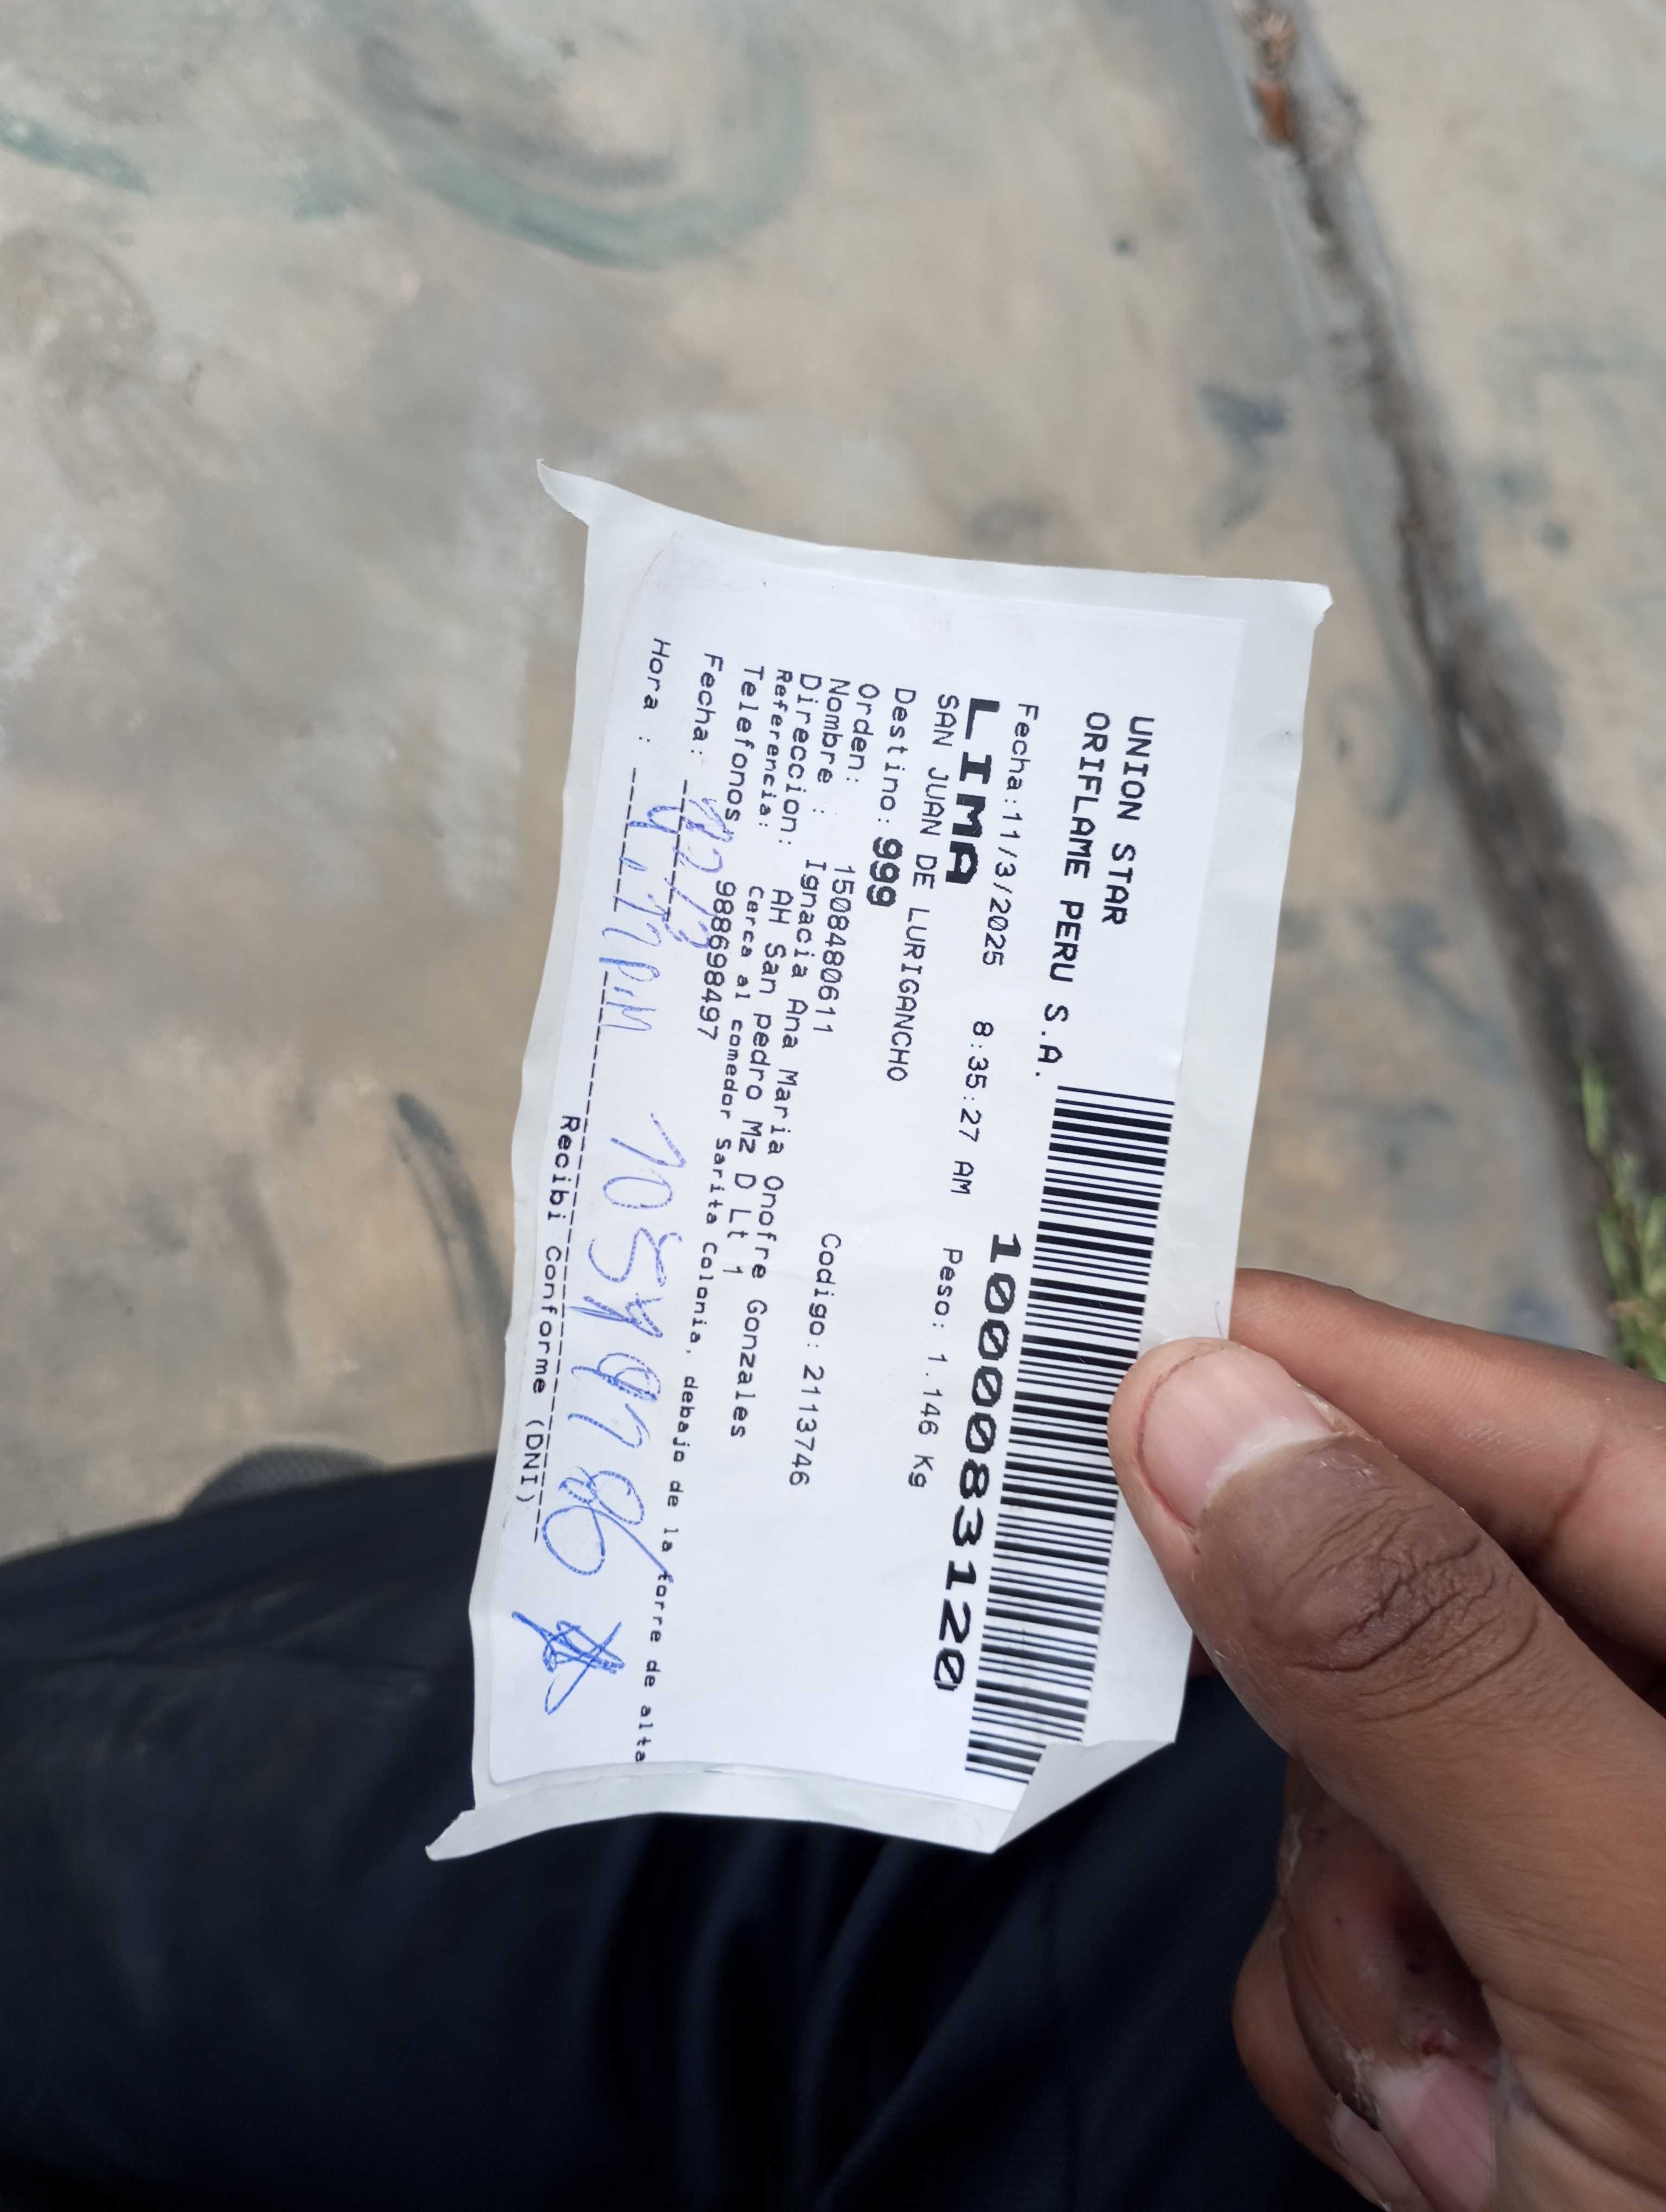 UNION STAR
ORIFLAME PERU S.A.
Fecha:11/3/2025 8:35:27 AM
10000083120
LIMA
Peso: 1.146 Kg
SAN JUAN DE LURIGANCHO
Destino: 999
Orden: 1508480611
Codigo: 2113746
Nombre : Ignacia Ana Maria Onofre Gonzales
Direccion: AH San pedro Mz D Lt 1
Referencia: cerca al comedor Sarita Colonia, debajo de la torre de alta
Telefonos 988698497
Fecha:
Hora :
Recibi Conforme (DNI)